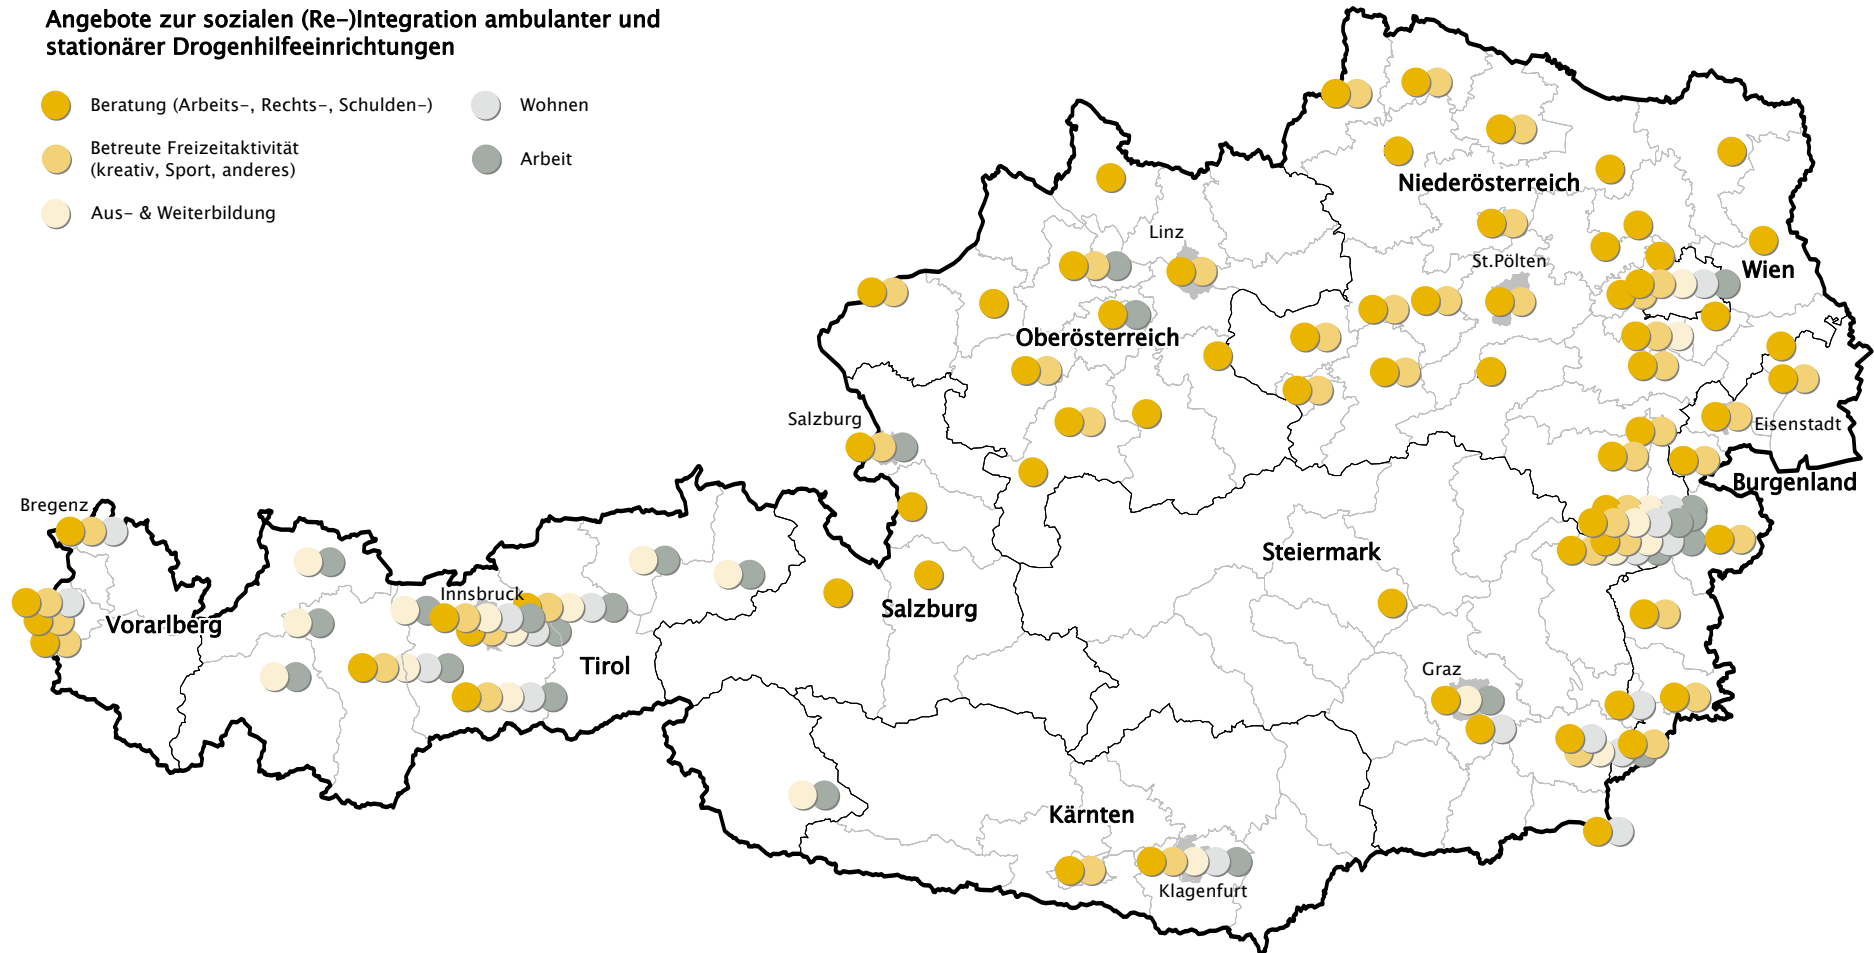 Angebote zur sozialen (Re-)Integration ambulanter und
stationärer Drogenhilfeeinrichtungen
Beratung (Arbeits-, Rechts-, Schulden-)
Wohnen
Betreute Freizeitaktivität
(kreativ, Sport, anderes)
Arbeit
Aus- & Weiterbildung
Niederösterreich
Linz
St.Pölten
Wien
Oberösterreich
Salzburg
Eisenstadt
Burgenland
Bregenz
Steiermark
Innsbruck
Salzburg
Vorarlberg
Tirol
Graz
Kärnten
Klagenfurt